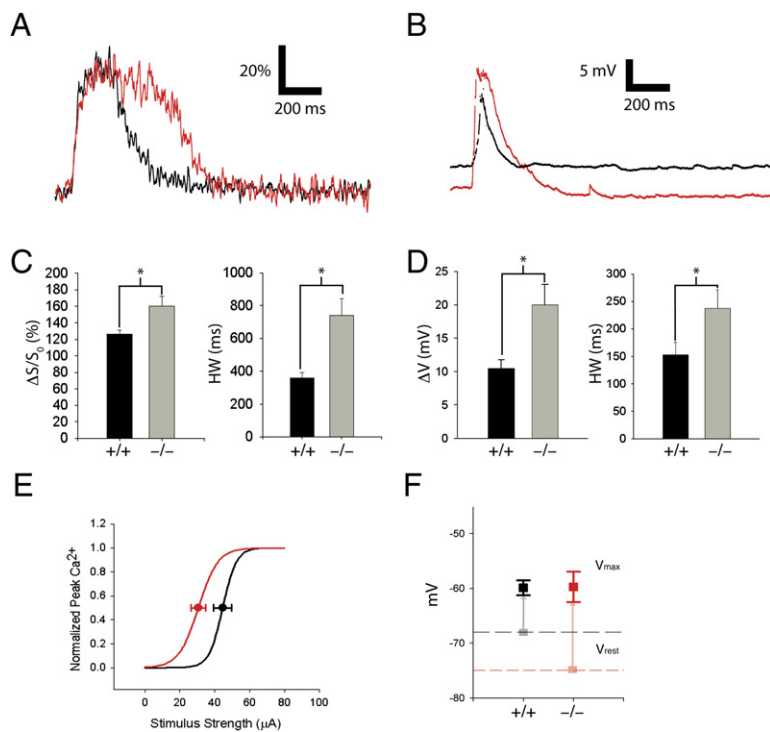 A
20%
200 ms
B
5 mV
200 ms
C
ΔS/S0 (%)
200
180
160
140
120
100
80
60
40
20
0
*
+/+ −/−
HW (ms)
1000
800
600
400
200
0
*
+/+ −/−
D
ΔV (mV)
25
20
15
10
5
0
*
+/+ −/−
HW (ms)
300
250
200
150
100
50
0
*
+/+ −/−
E
Normalized Peak Ca2+
1.2
1.0
0.8
0.6
0.4
0.2
0.0
0 20 40 60 80 100
Stimulus Strength (μA)
F
mV
-50
-60
-70
-80
Vmax
Vrest
+/+ −/−